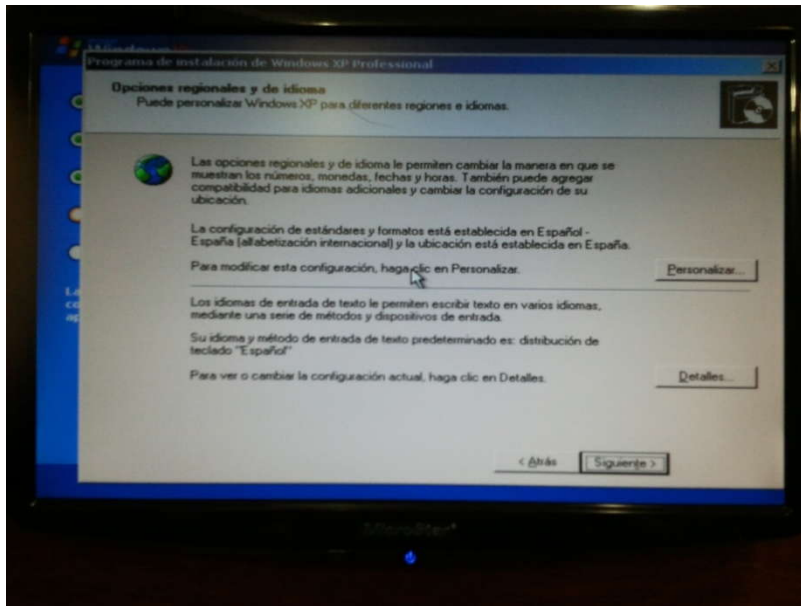 Windows
Programa de instalación de Windows XP Professional
Opciones regionales y de idioma
Puede personalizar Windows XP para diferentes regiones e idiomas.
Las opciones regionales y de idioma le permiten cambiar la manera en que se
muestran los números, monedas, fechas y horas. También puede agregar
compatibilidad para idiomas adicionales y cambiar la configuración de su
ubicación.
La configuración de estándares y formatos está establecida en Español -
España (alfabetización internacional) y la ubicación está establecida en España.
Para modificar esta configuración, haga clic en Personalizar.
Personalizar...
Los idiomas de entrada de texto le permiten escribir texto en varios idiomas,
mediante una serie de métodos y dispositivos de entrada.
Su idioma y método de entrada de texto predeterminado es: distribución de
teclado "Español"
Para ver o cambiar la configuración actual, haga clic en Detalles.
Detalles...
< Atrás
Siguiente >